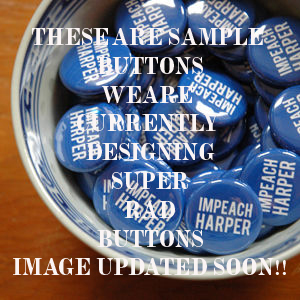 THESE ARE SAMPLE
BUTTONS
WE ARE
CURRENTLY
DESIGNING
SUPER
RAD
BUTTONS
IMAGE UPDATED SOON!!
IMPEACH
HARPER
IMPEACH
HARPER
IMPEACH
HARPER
IMPEACH
HARPER
IMPEACH
HARPER